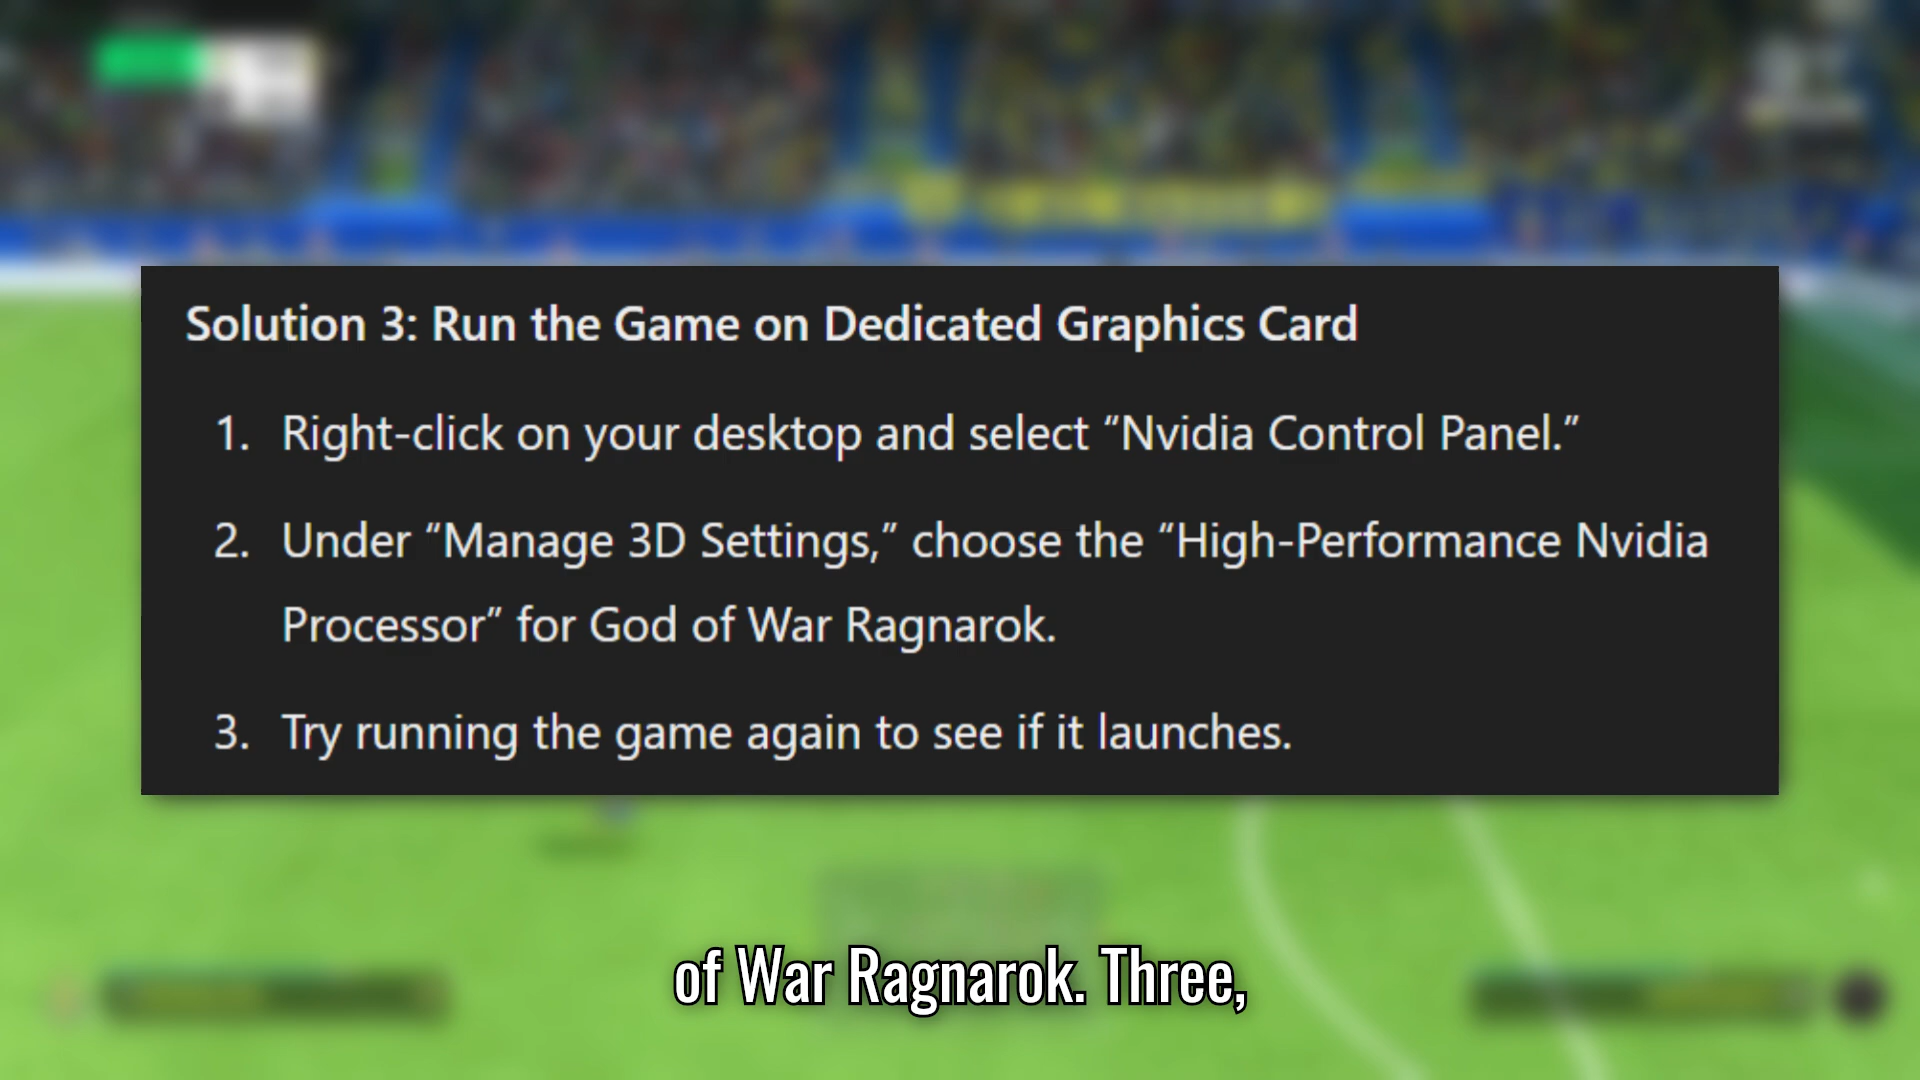 Solution 3: Run the Game on Dedicated Graphics Card
1. Right-click on your desktop and select “Nvidia Control Panel.”
2. Under “Manage 3D Settings,” choose the “High-Performance Nvidia
Processor” for God of War Ragnarok.
3. Try running the game again to see if it launches.
of War Ragnarok. Three,